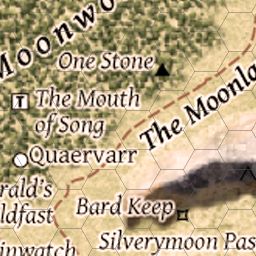 Moonwo
One Stone
The Mouth
of Song
The Moonla
Quaervarr
rald's
ldfast
Bard Keep
inwatch
Silverymoon Pas